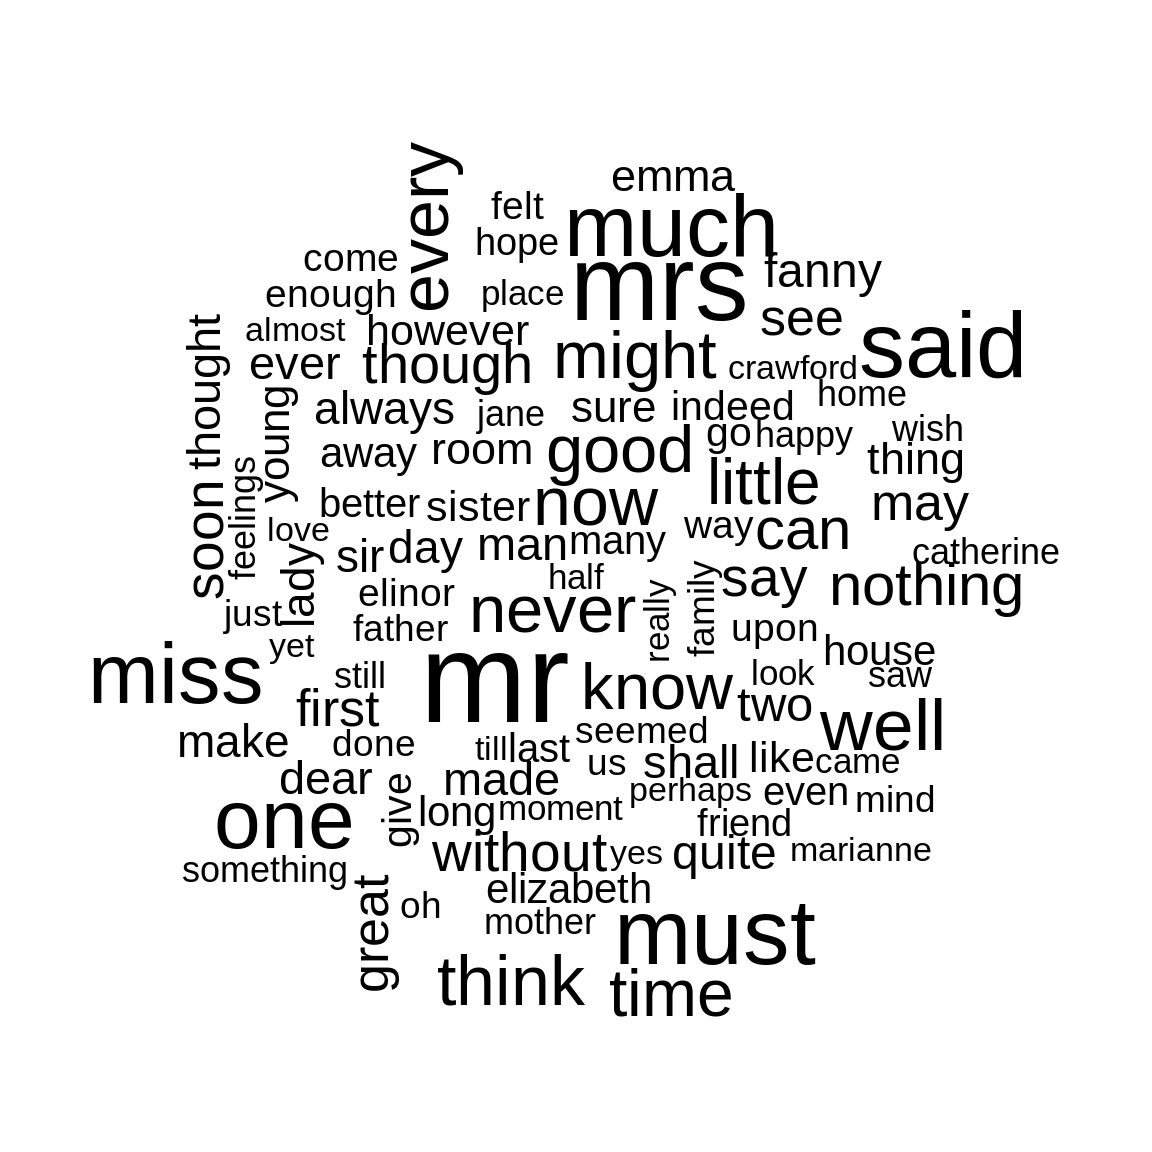 emma
every
felt
much
hope
come
mrs
fanny
enough
place
see
said
almost
however
thought
ever
though
might
crawford
home
young
always
jane
sure
indeed
go
happy
wish
away
room
good
thing
feelings
soon
better
sister
now
little
may
love
way
can
sir
day
man
many
catherine
lady
half
say
nothing
elinor
never
really
family
just
father
upon
yet
house
miss
still
mr
know
look
saw
first
two
well
make
done
till
last
seemed
us
shall
like
came
dear
made
perhaps
even
mind
one
give
long
moment
friend
something
without
yes
quite
marianne
great
oh
elizabeth
mother
must
think
time